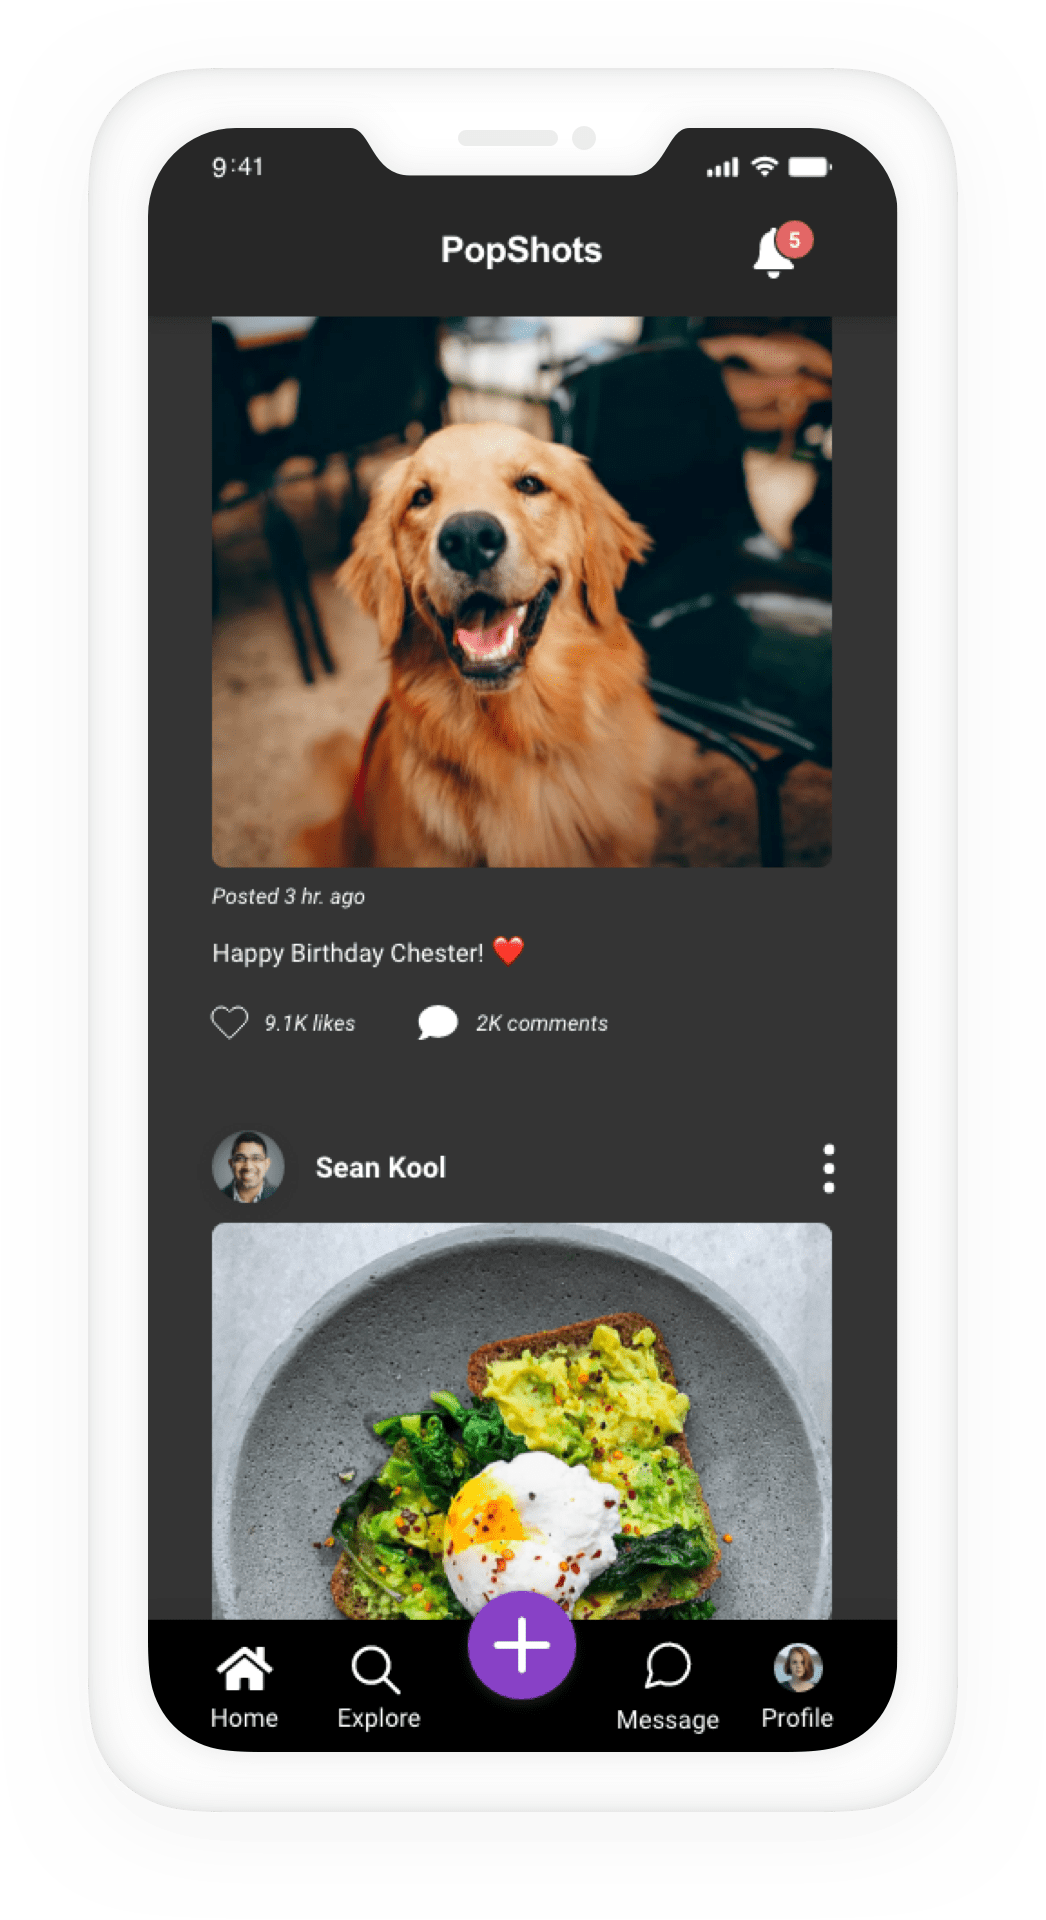 9:41
PopShots
5
Posted 3 hr. ago
Happy Birthday Chester! ❤️
9.1K likes
2K comments
Sean Kool
Home
Explore
Message
Profile